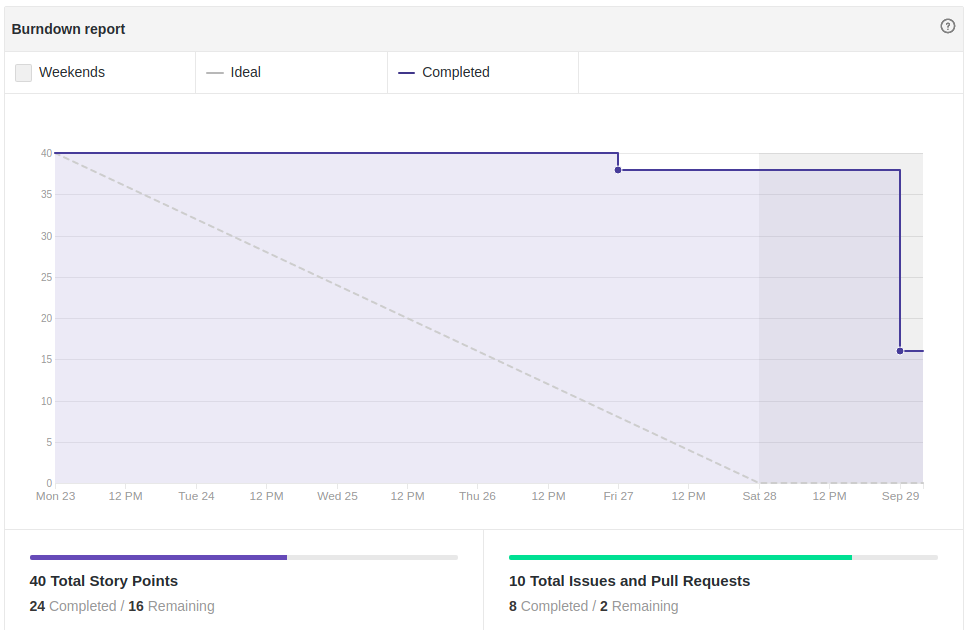 Burndown report
?
Weekends
Ideal
Completed
40
35
30
25
20
15
10
5
0
Mon 23 12 PM Tue 24 12 PM Wed 25 12 PM Thu 26 12 PM Fri 27 12 PM Sat 28 12 PM Sep 29
40 Total Story Points
24 Completed / 16 Remaining
10 Total Issues and Pull Requests
8 Completed / 2 Remaining